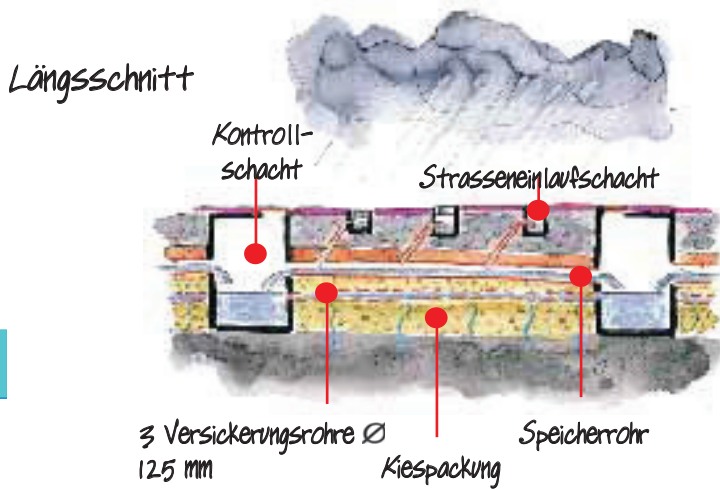 Längsschnitt
Kontroll-
schacht
Strasseneinlaufschacht
3 Versickerungsrohre Ø
125 mm
Kiespackung
Speicherrohr